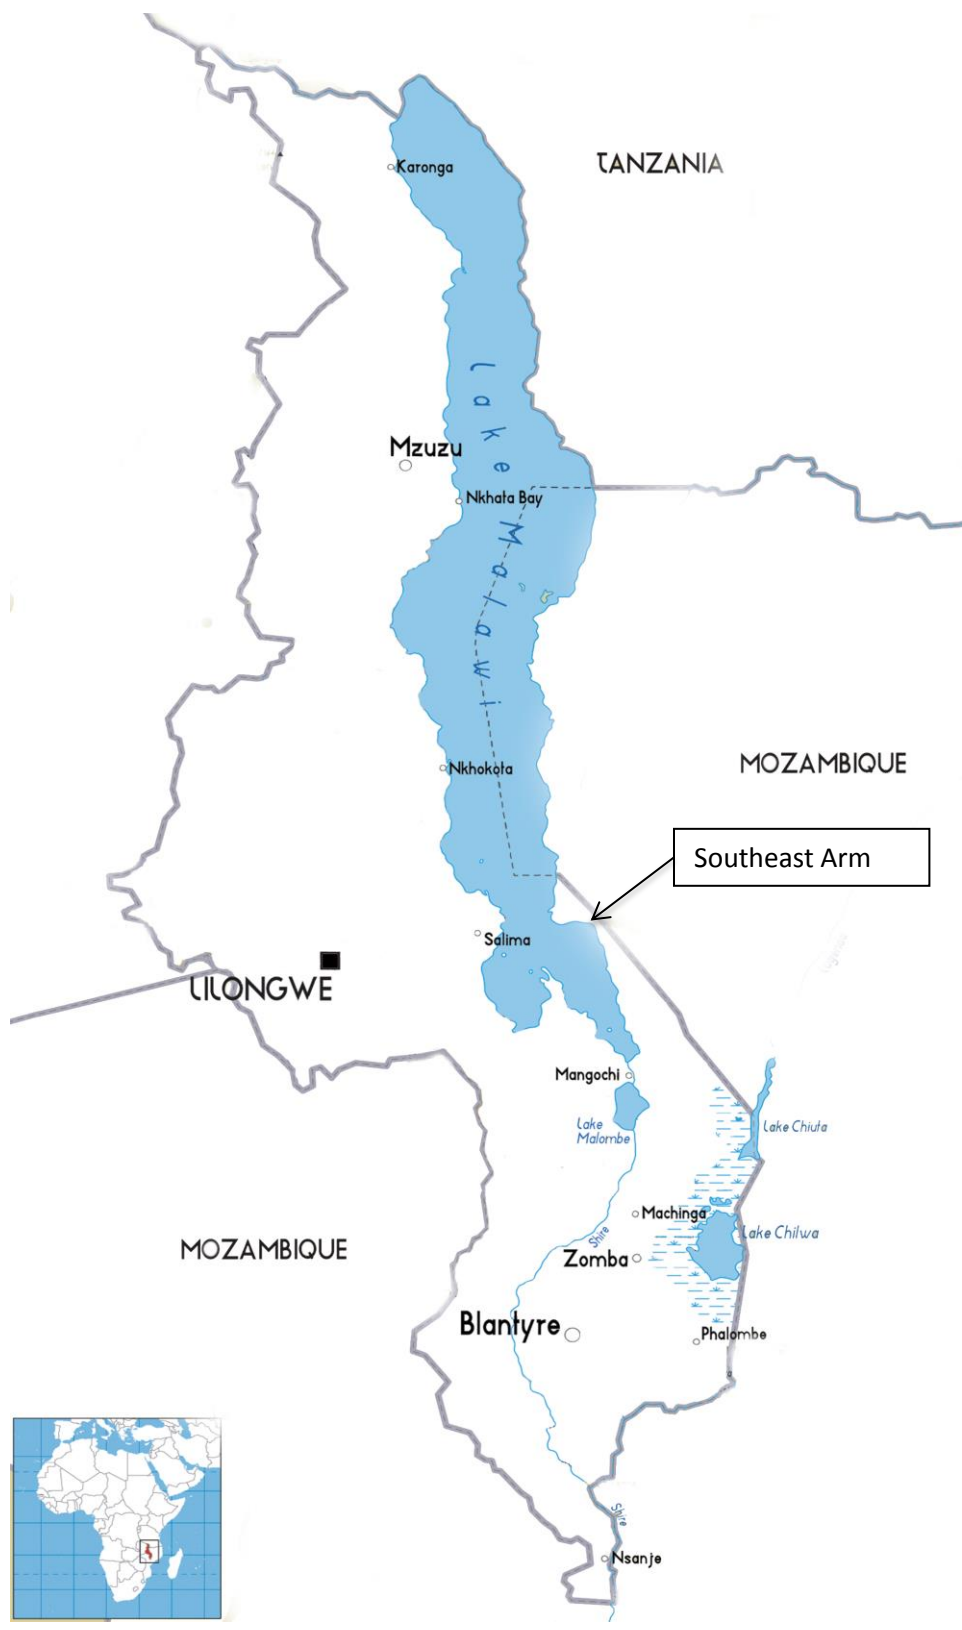 TANZANIA
Karonga
Lake Malawi
Mzuzu
Nkhata Bay
Nkhokota
MOZAMBIQUE
Southeast Arm
Salima
LILONGWE
Mangochi
Lake
Malombe
Lake Chiuta
Machinga
Shire
Lake Chilwa
MOZAMBIQUE
Zomba
Blantyre
Phalombe
Shire
Nsanje